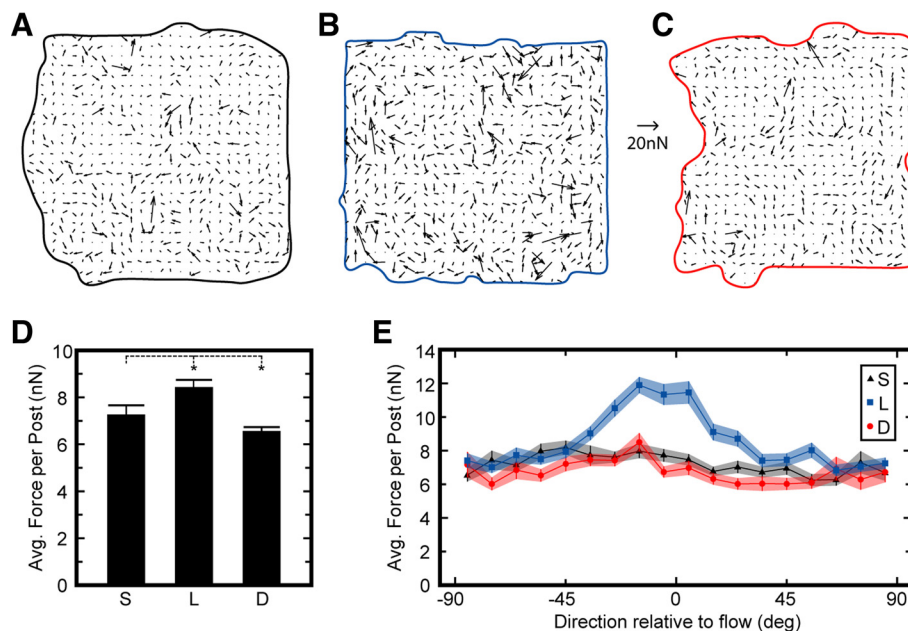 A
B
C
20nN
D
Avg. Force per Post (nN)
10
8
6
4
2
0
* *
S L D
E
Avg. Force per Post (nN)
14
12
10
8
6
4
2
0
S
L
D
-90 -45 0 45 90
Direction relative to flow (deg)